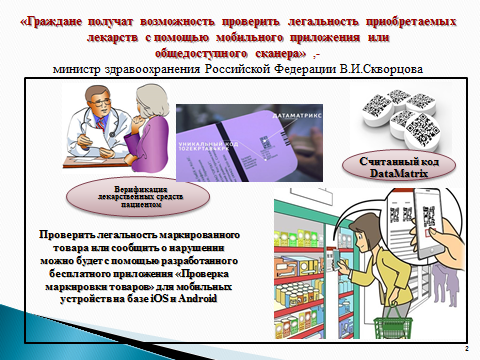 «Граждане получат возможность проверить легальность приобретаемых
лекарств с помощью мобильного приложения или
общедоступного сканера» ,-
министр здравоохранения Российской Федерации В.И.Скворцова
ДАТАМАТРИКС
УНИКАЛЬНЫЙ КОД
Считанный код
DataMatrix
Верификация
лекарственных средств
пациентом
Проверить легальность маркированного
товара или сообщить о нарушении
можно будет с помощью разработанного
бесплатного приложения «Проверка
маркировки товаров» для мобильных
устройств на базе iOS и Android
2